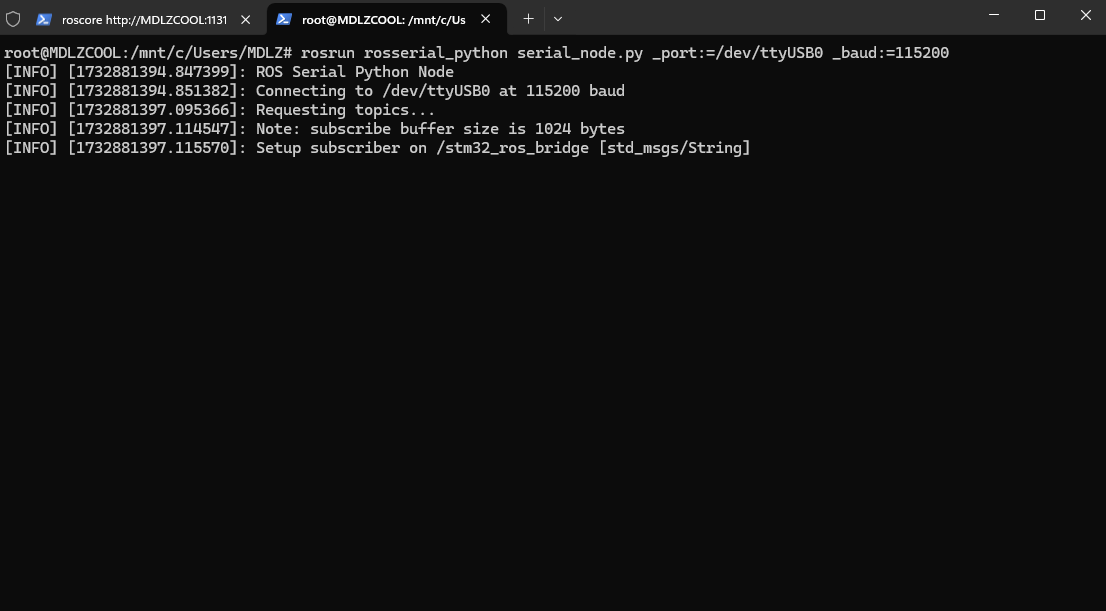 roscore http://MDLZCOOL:1131
root@MDLZCOOL: /mnt/c/Us
root@MDLZCOOL:/mnt/c/Users/MDLZ# rosrun rosserial_python serial_node.py _port:=/dev/ttyUSB0 _baud:=115200
[INFO] [1732881394.847399]: ROS Serial Python Node
[INFO] [1732881394.851382]: Connecting to /dev/ttyUSB0 at 115200 baud
[INFO] [1732881397.095366]: Requesting topics...
[INFO] [1732881397.114547]: Note: subscribe buffer size is 1024 bytes
[INFO] [1732881397.115570]: Setup subscriber on /stm32_ros_bridge [std_msgs/String]